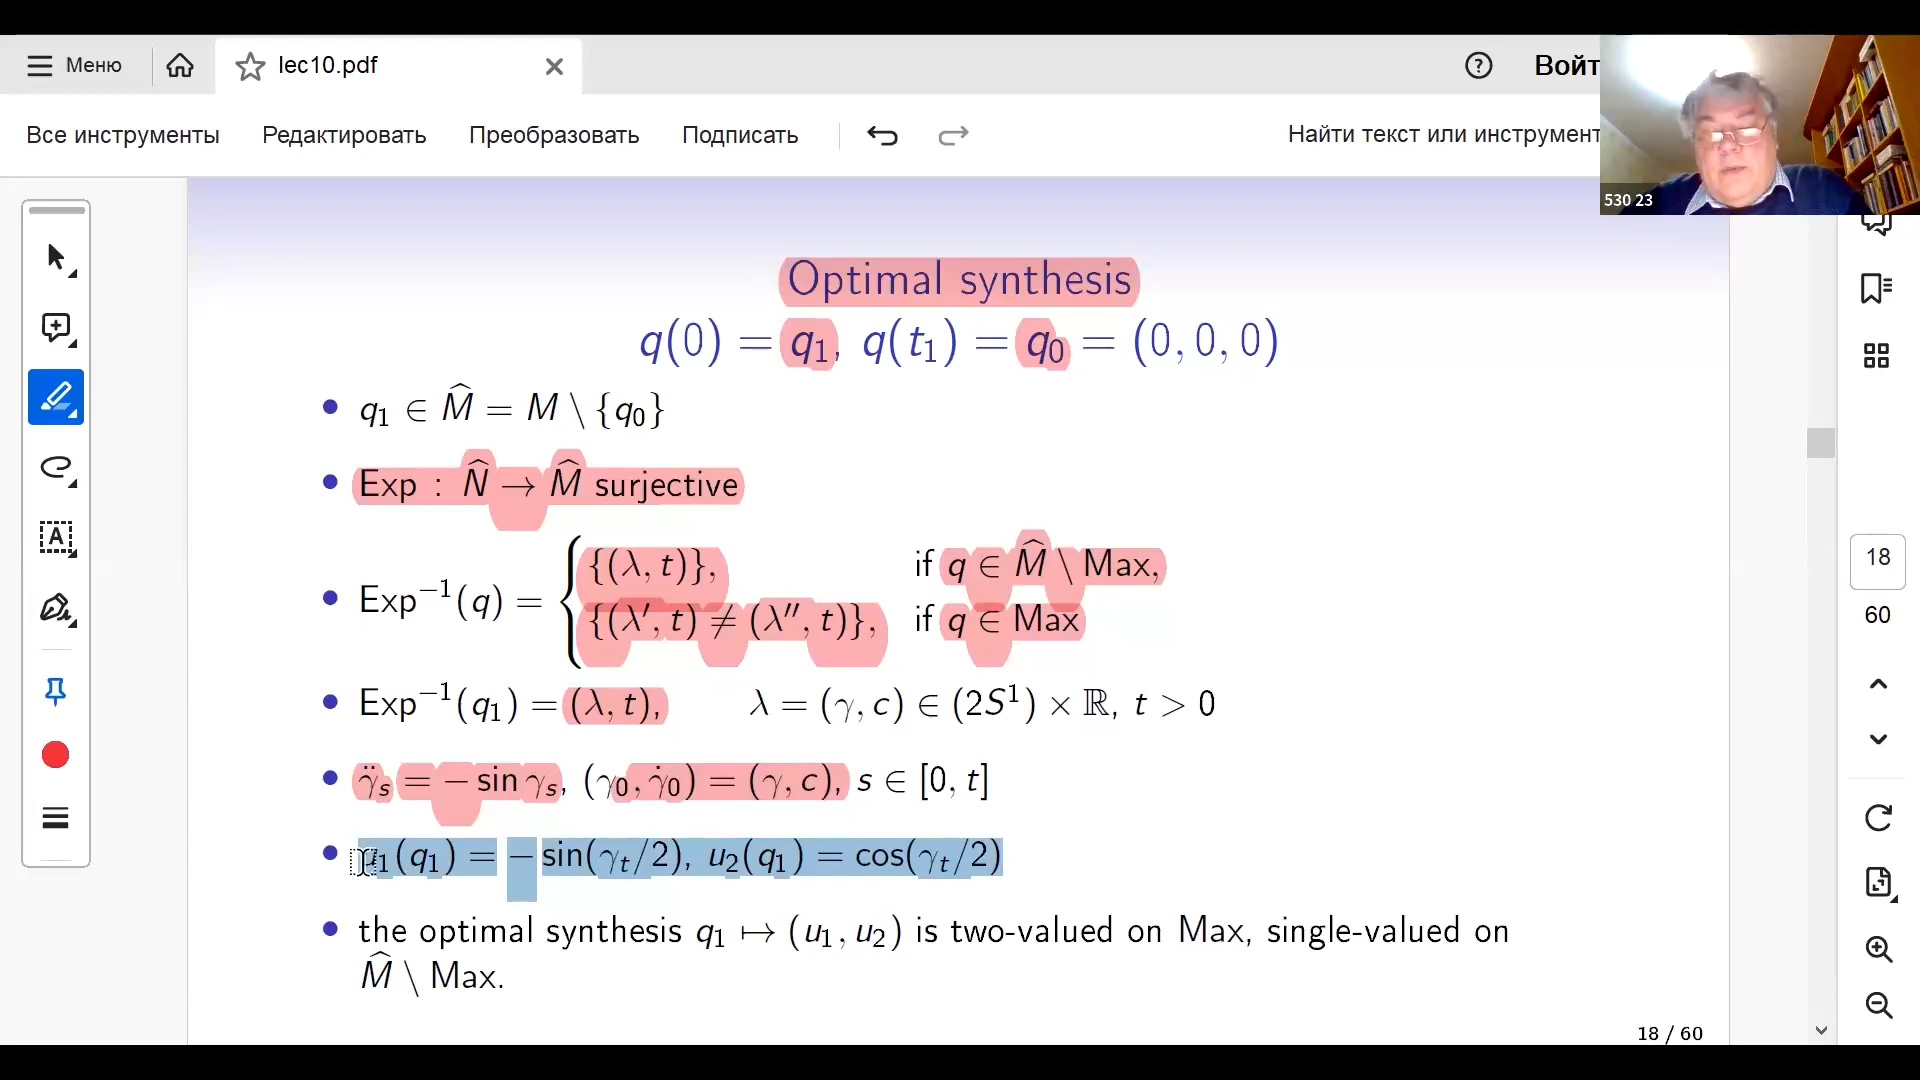 Меню
lec10.pdf
Войт
Все инструменты Редактировать Преобразовать Подписать
Найти текст или инструмент
530 23
Optimal synthesis
q(0) = q₁, q(t₁) = q₀ = (0, 0, 0)
q₁ ∈ M̂ = M \ {q₀}
Exp : N̂ → M̂ surjective
Exp⁻¹(q) = { {(λ, t)}, if q ∈ M̂ \ Max,
{(λ′, t) ≠ (λ″, t)}, if q ∈ Max
Exp⁻¹(q₁) = (λ, t), λ = (γ, c) ∈ (2S¹) × ℝ, t > 0
γ̈ₛ = − sin γₛ, (γ₀, γ̇₀) = (γ, c), s ∈ [0, t]
u₁(q₁) = − sin(γₜ/2), u₂(q₁) = cos(γₜ/2)
the optimal synthesis q₁ ↦ (u₁, u₂) is two-valued on Max, single-valued on
M̂ \ Max.
18 / 60
18
60